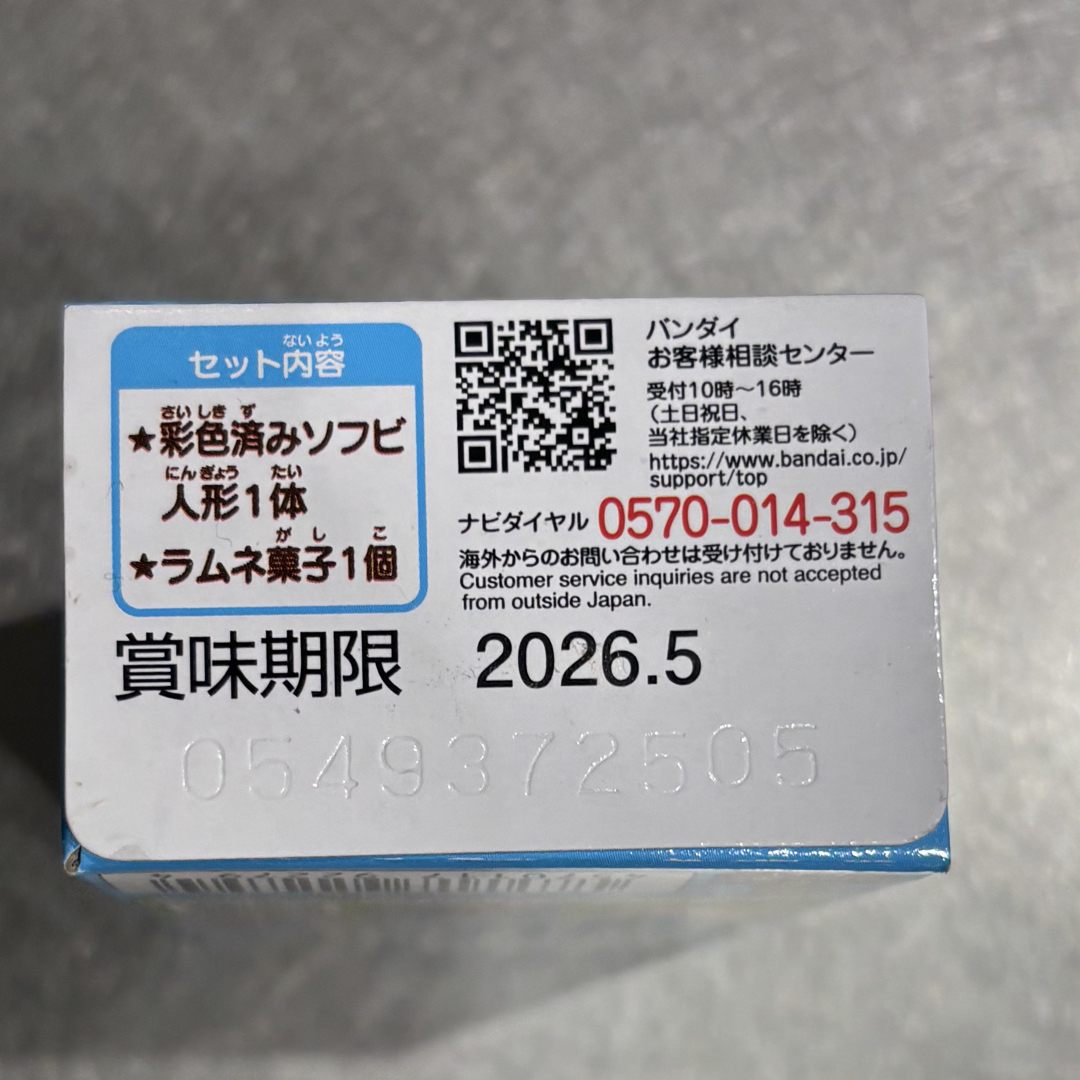 ないよう
セット内容
さいしきず
★彩色済みソフビ
にんぎょう たい
人形1体
がしこ
★ラムネ菓子1個
バンダイ
お客様相談センター
受付10時～16時
（土日祝日、
当社指定休業日を除く）
https://www.bandai.co.jp/
support/top
ナビダイヤル 0570-014-315
海外からのお問い合わせは受け付けておりません。
Customer service inquiries are not accepted
from outside Japan.
賞味期限 2026.5
0549372505